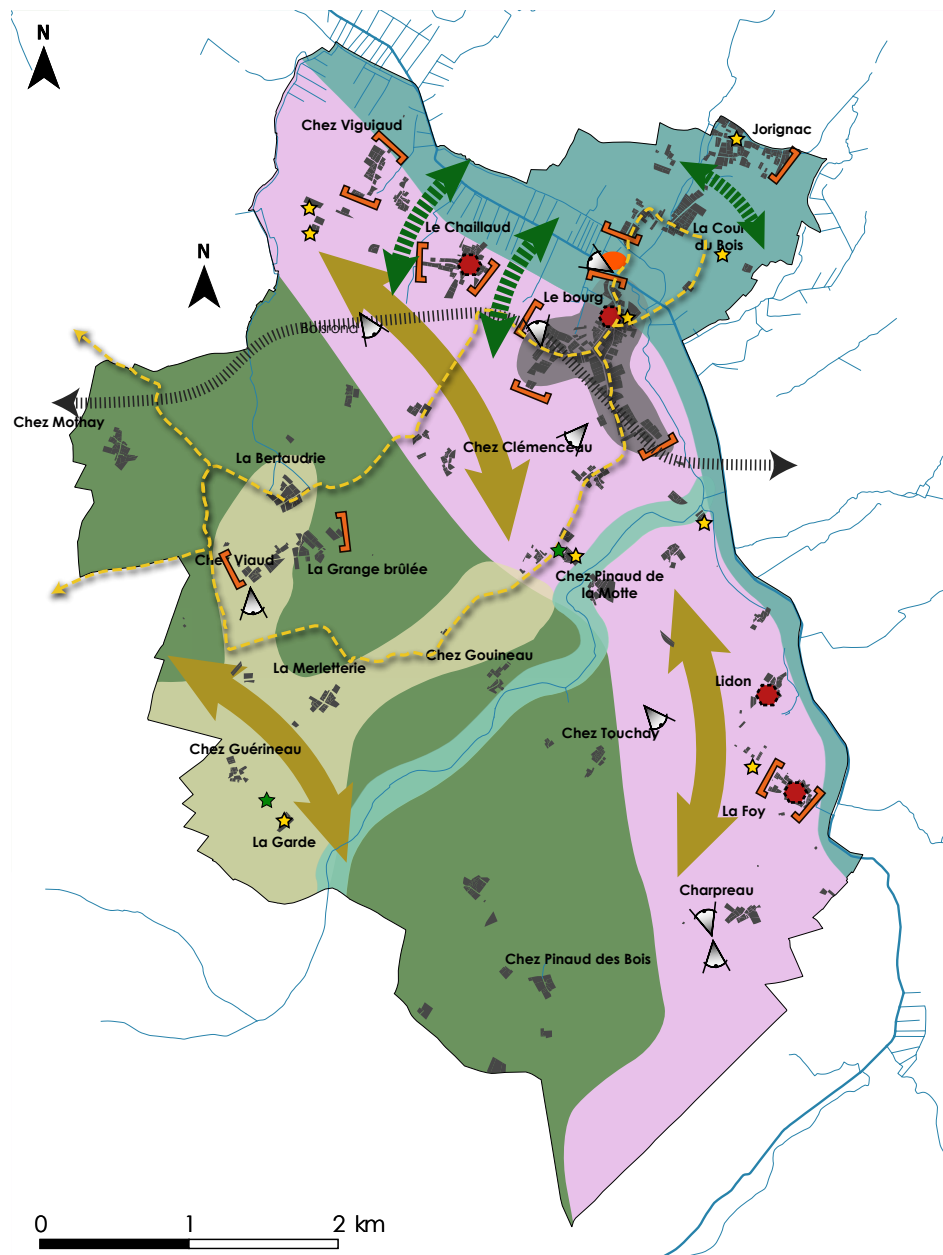 N
Chez Viguiaud
Jorignac
Le Chaillaud
La Cour
du Bois
N
Le bourg
Boisrond
Chez Mothay
Chez Clémenceau
La Bertaudrie
Chez Viaud
La Grange brûlée
Chez Pinaud de
la Motte
Chez Gouineau
La Merletterie
Lidon
Chez Touchay
Chez Guérineau
La Foy
La Garde
Charpreau
Chez Pinaud des Bois
0 1 2 km